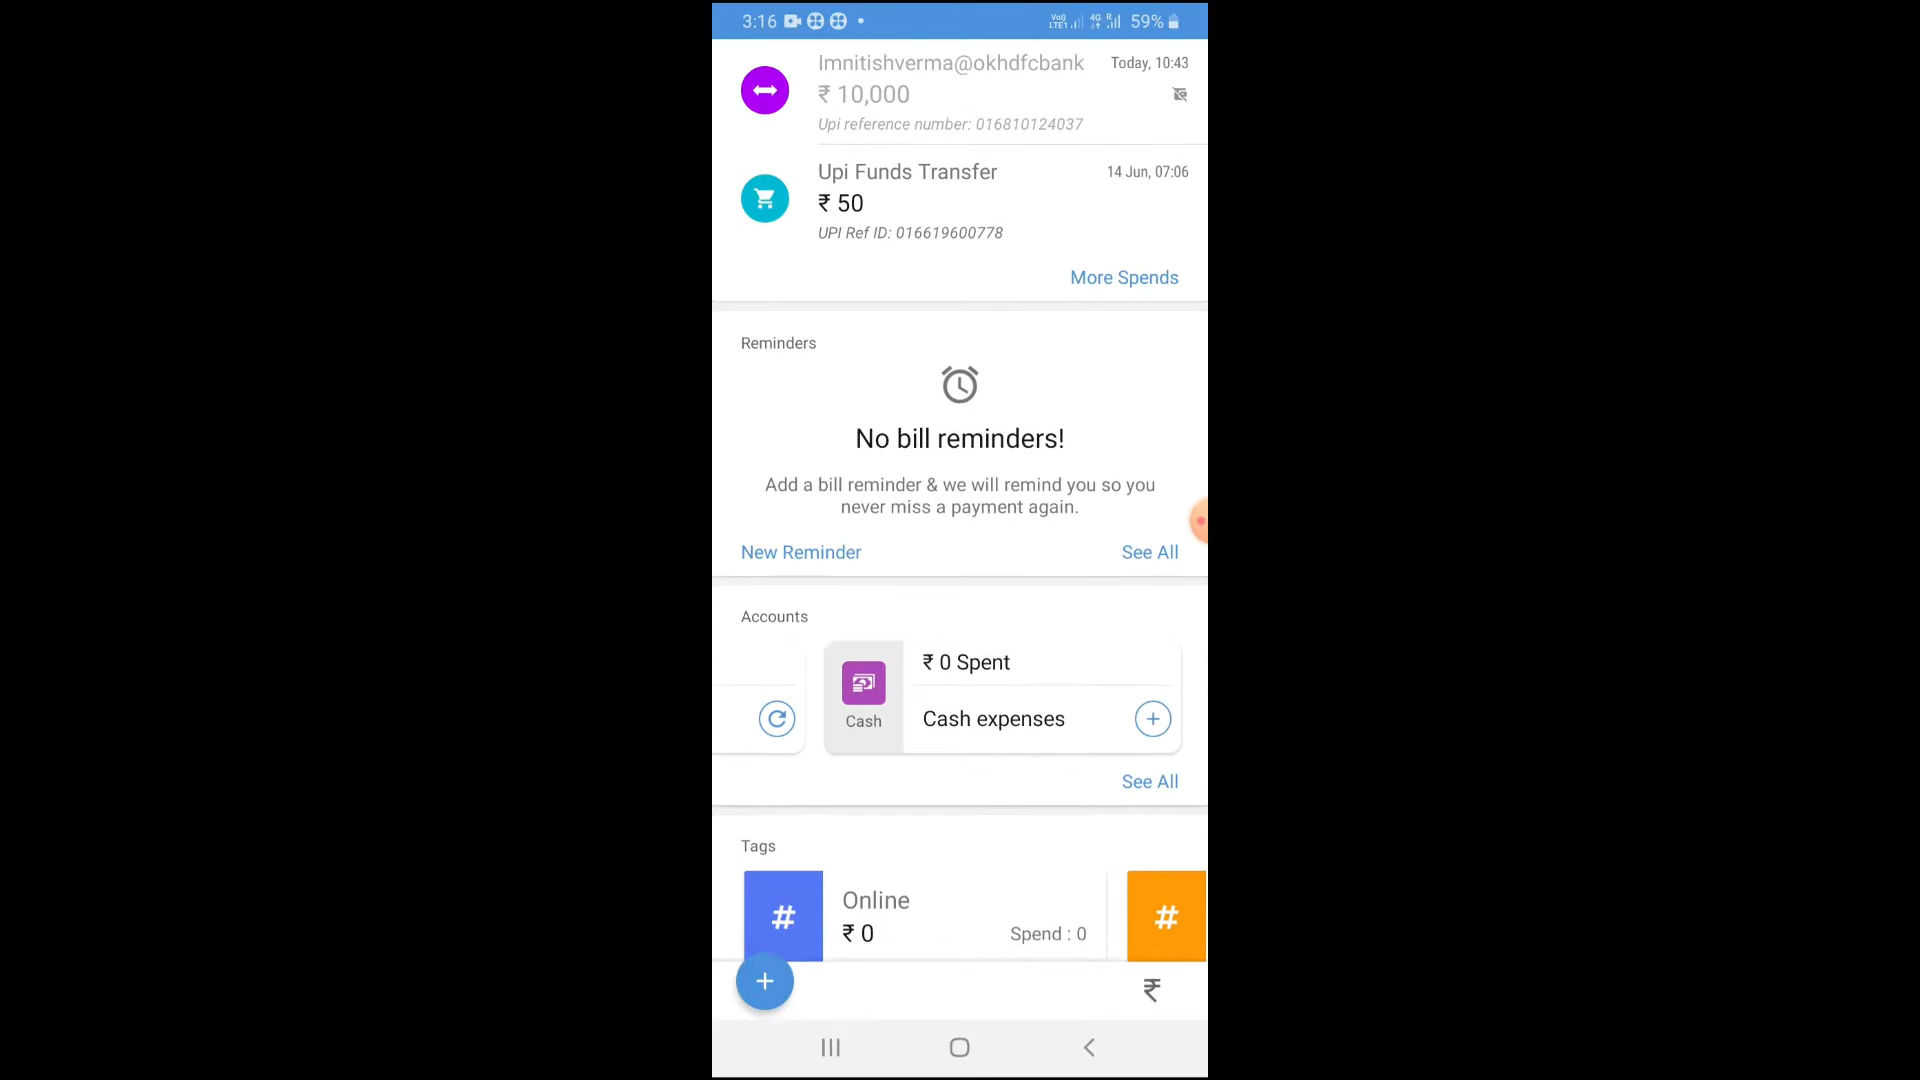 3:16
VoLTE1 4G R 59%
Imnitishverma@okhdfcbank
Today, 10:43
₹ 10,000
Upi reference number: 016810124037
Upi Funds Transfer
14 Jun, 07:06
₹ 50
UPI Ref ID: 016619600778
More Spends
Reminders
No bill reminders!
Add a bill reminder & we will remind you so you
never miss a payment again.
New Reminder
See All
Accounts
₹ 0 Spent
Cash
Cash expenses
See All
Tags
#
Online
₹ 0
Spend : 0
#
₹